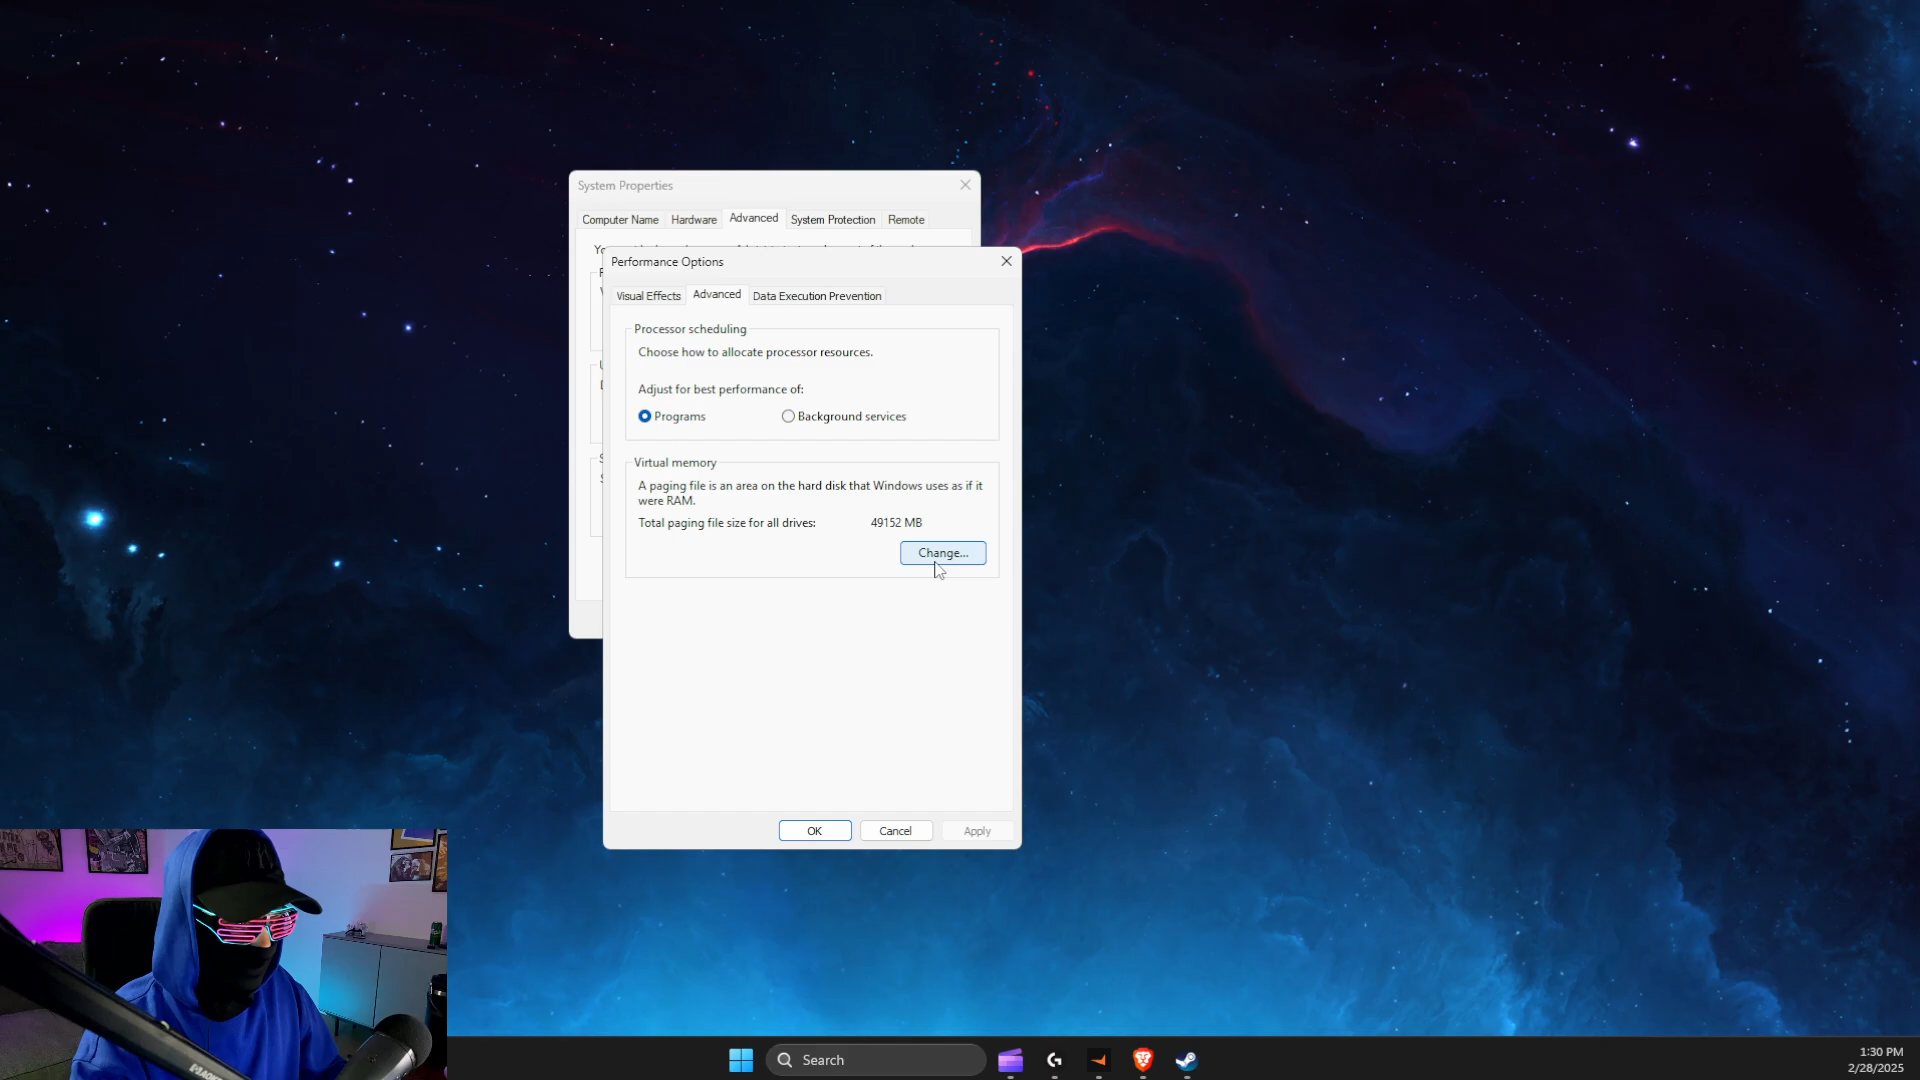 System Properties
Computer Name Hardware Advanced System Protection Remote
Performance Options
Visual Effects Advanced Data Execution Prevention
Processor scheduling
Choose how to allocate processor resources.
Adjust for best performance of:
Programs Background services
Virtual memory
A paging file is an area on the hard disk that Windows uses as if it
were RAM.
Total paging file size for all drives: 49152 MB
Change...
OK Cancel Apply
Search
1:30 PM
2/28/2025